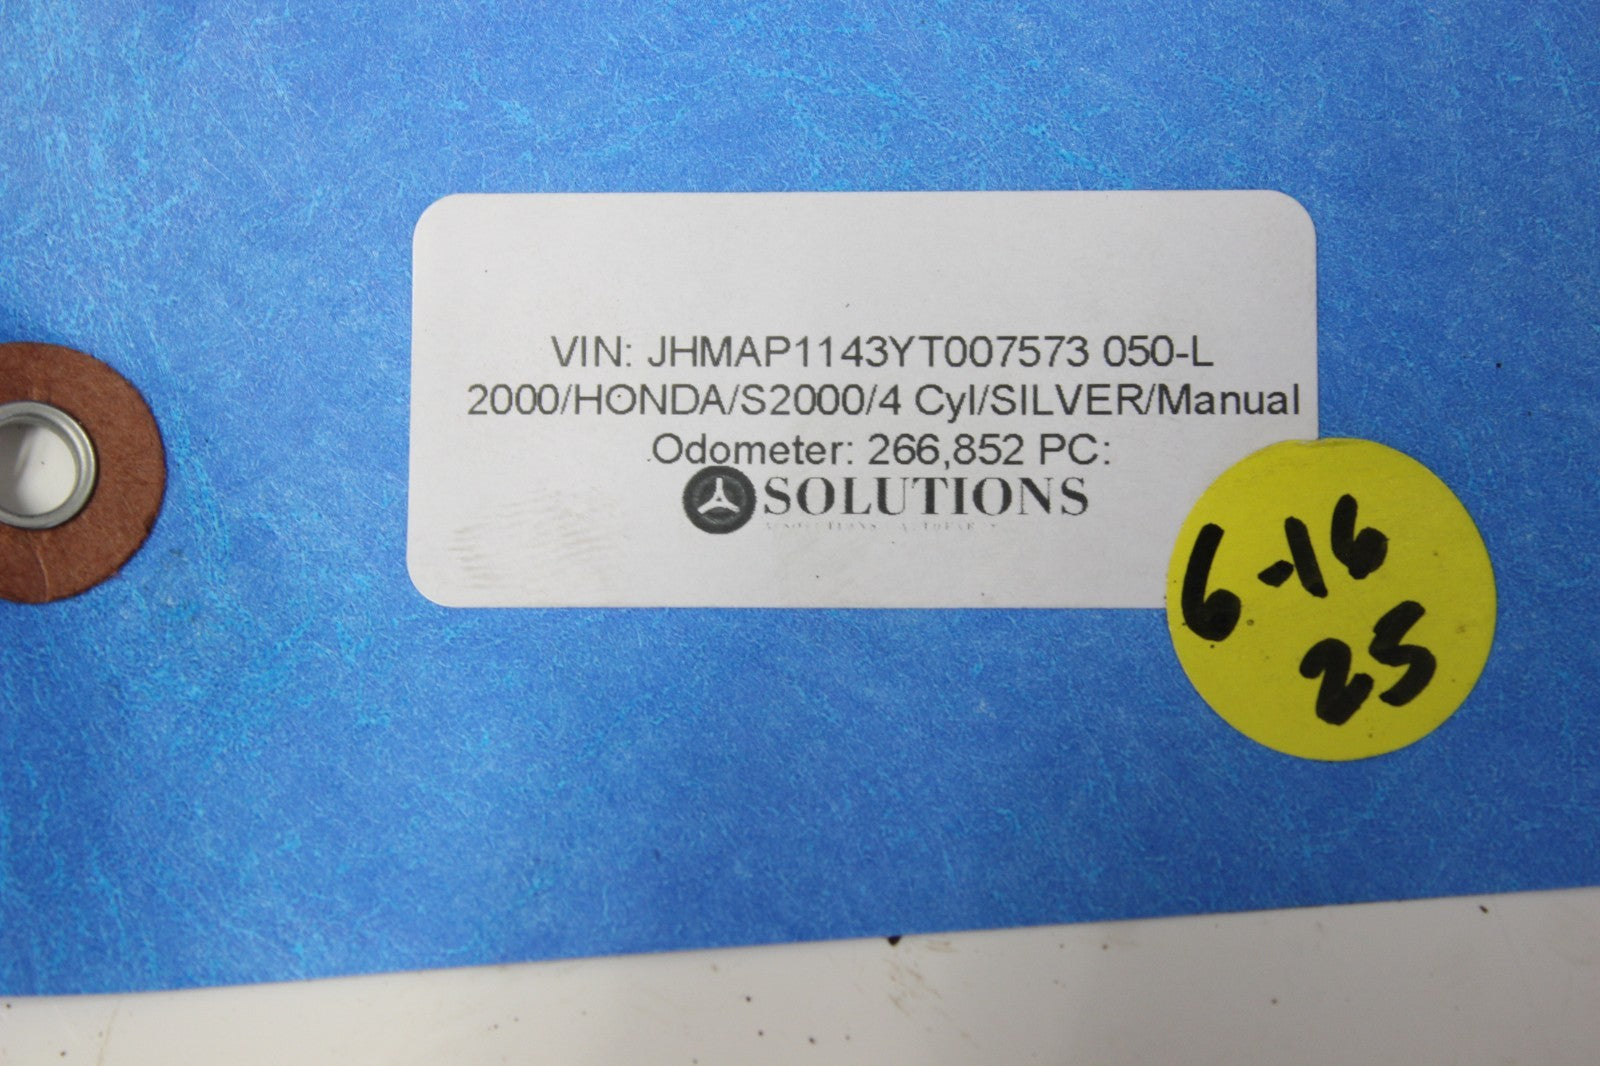 VIN: JHMAP1143YT007573 050-L
2000/HONDA/S2000/4 Cyl/SILVER/Manual
Odometer: 266,852 PC:
SOLUTIONS
6-16
25